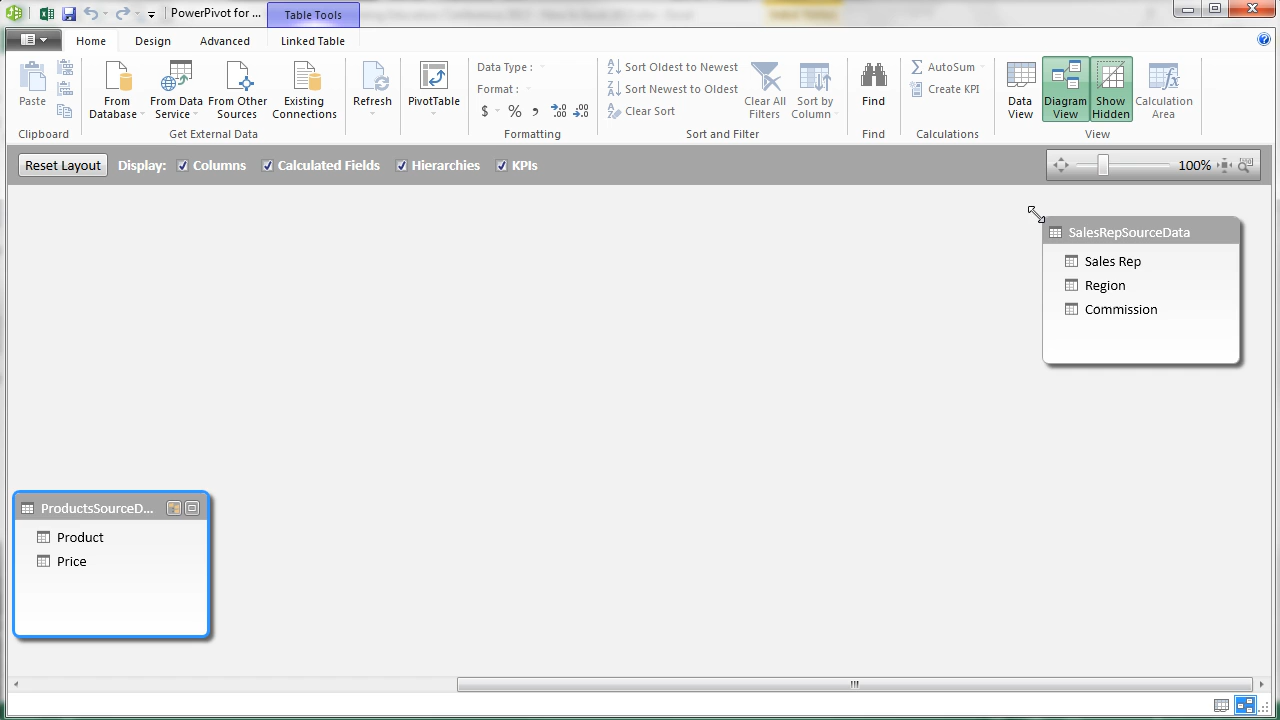 PowerPivot for ...
Table Tools
Home
Design
Advanced
Linked Table
Paste
From
Database
From Data
Service
From Other
Sources
Existing
Connections
Refresh
PivotTable
Data Type :
Format :
$ % , .00 .0
Sort Oldest to Newest
Sort Newest to Oldest
Clear Sort
Clear All
Filters
Sort by
Column
Find
AutoSum
Create KPI
Data
View
Diagram
View
Show
Hidden
Calculation
Area
Clipboard
Get External Data
Formatting
Sort and Filter
Find
Calculations
View
Reset Layout
Display:
Columns
Calculated Fields
Hierarchies
KPIs
100%
SalesRepSourceData
Sales Rep
Region
Commission
ProductsSourceD...
Product
Price